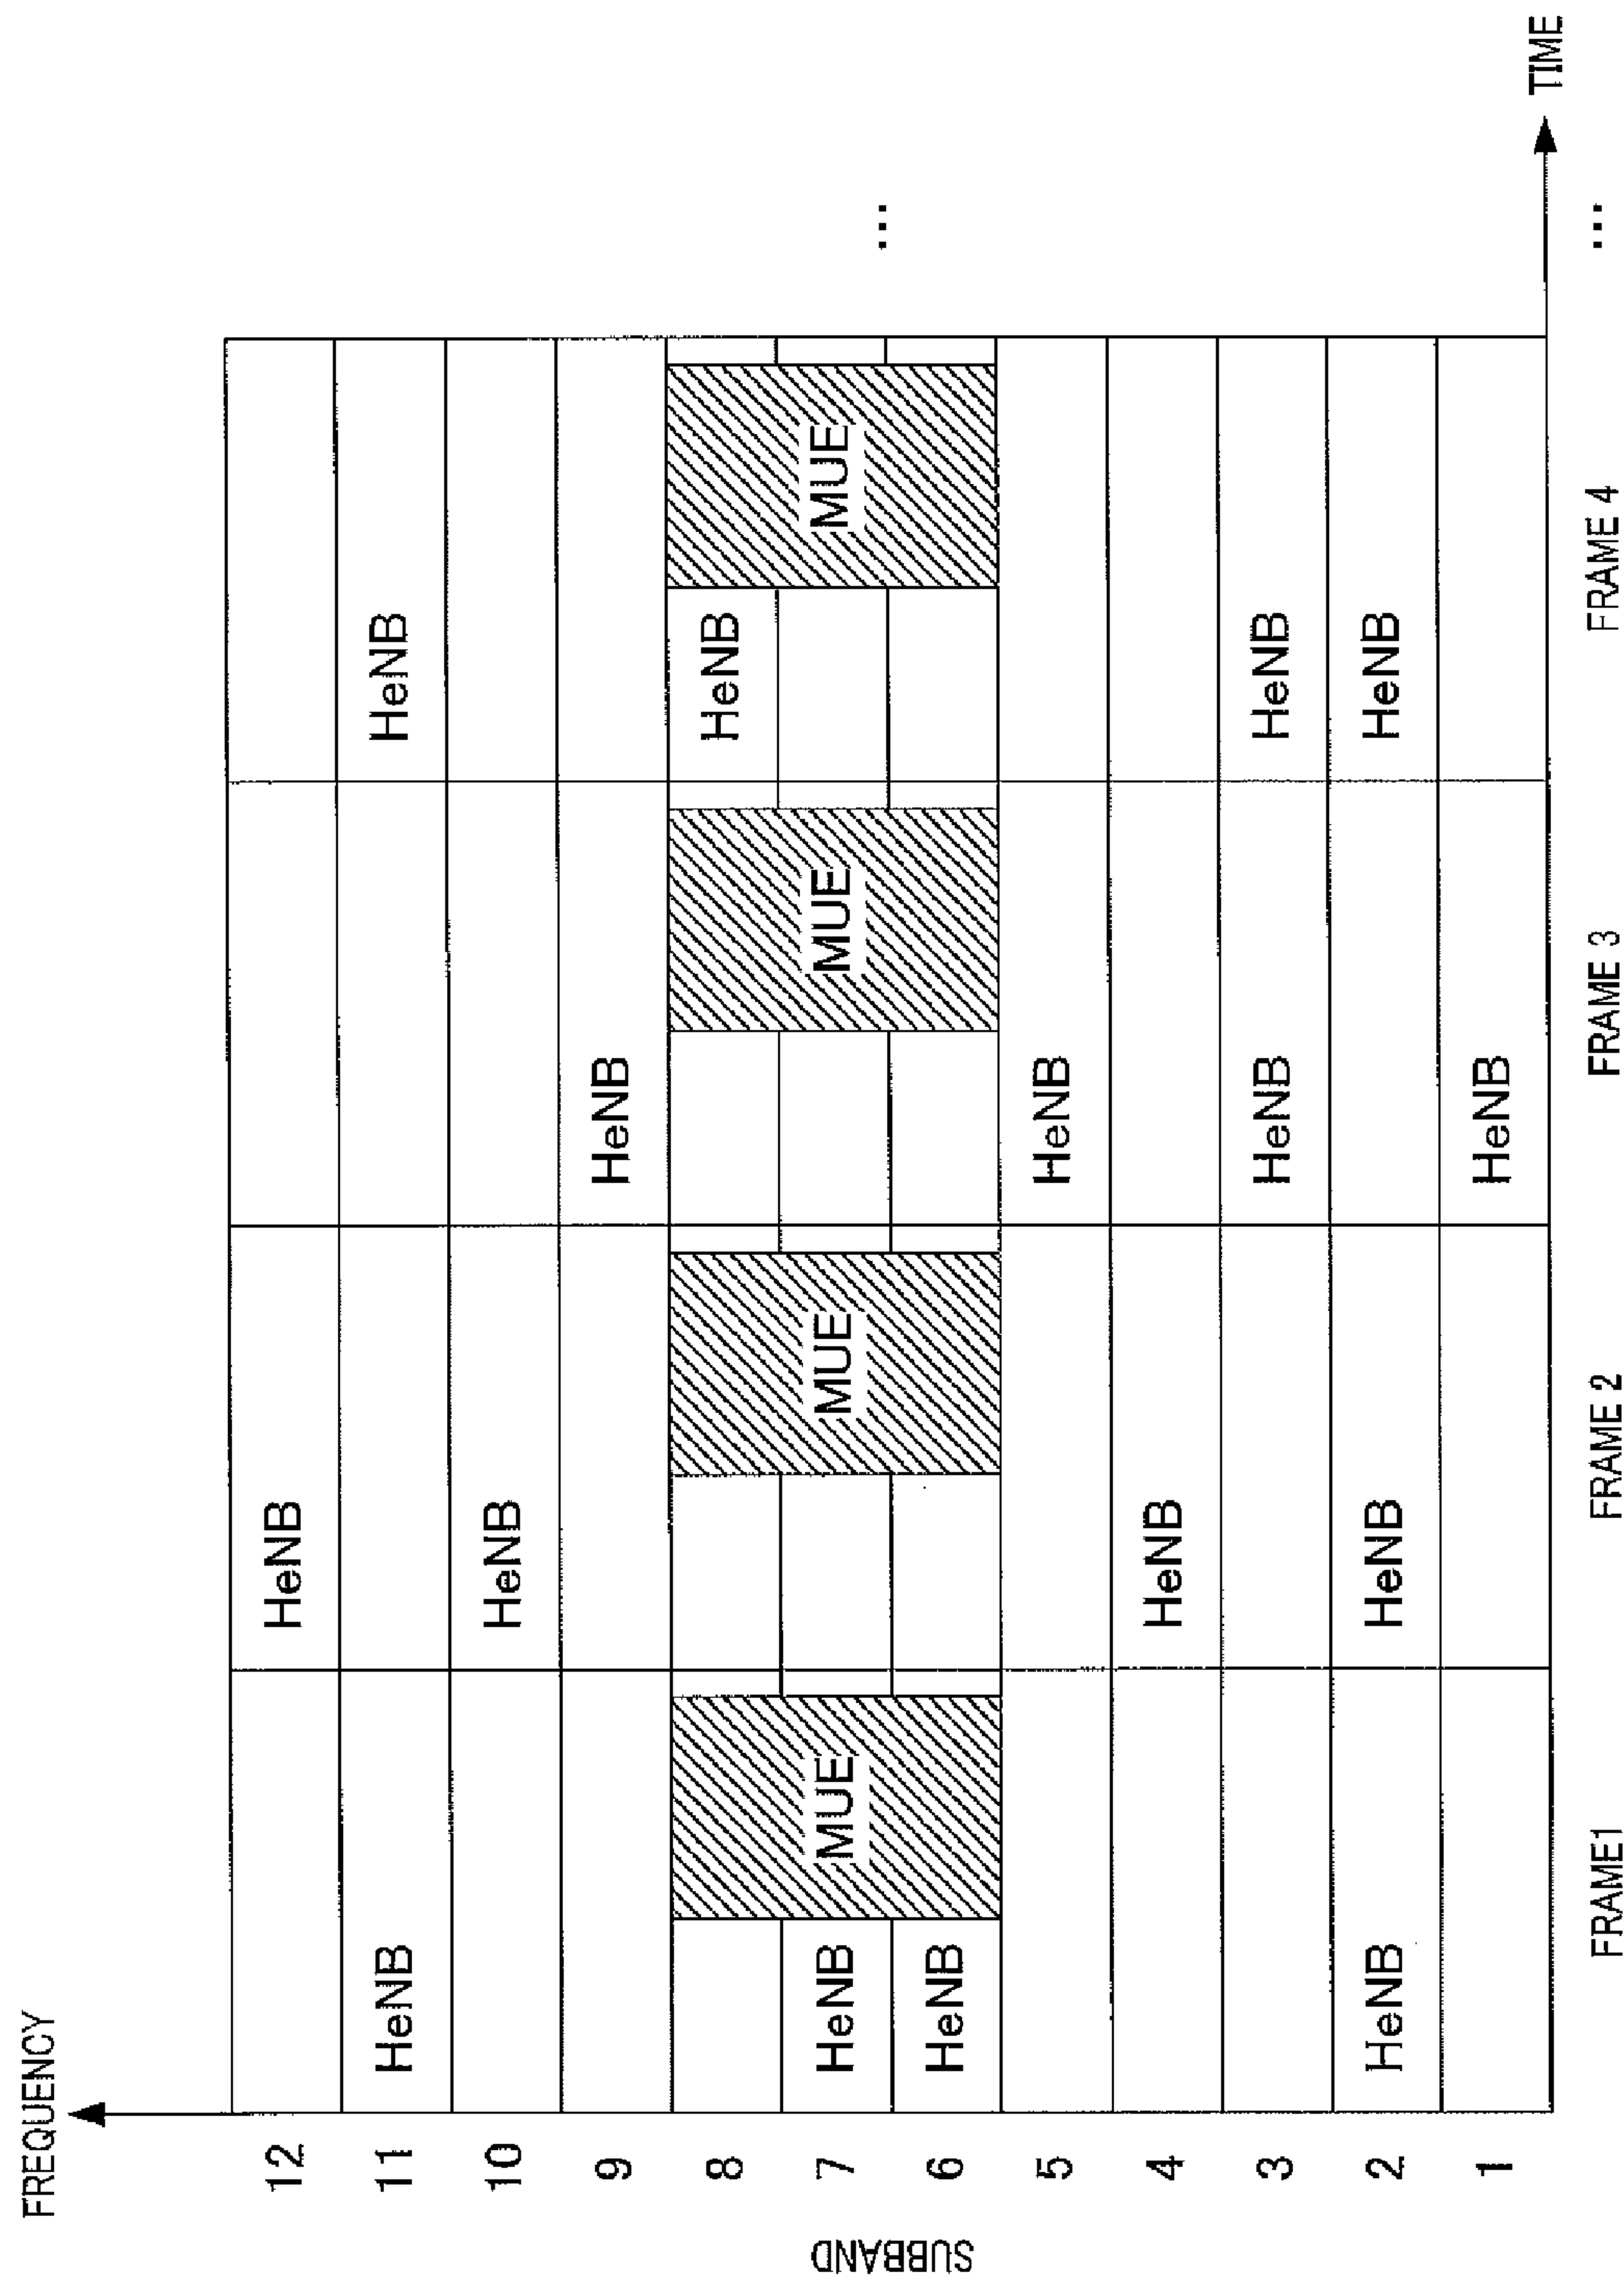 FREQUENCY
SUBBAND
12 HeNB
11 HeNB HeNB
10 HeNB
9 HeNB
8 HeNB
7 HeNB MUE MUE MUE MUE ...
6 HeNB
5 HeNB
4 HeNB
3 HeNB HeNB
2 HeNB HeNB HeNB
1 HeNB
TIME
FRAME1 FRAME 2 FRAME 3 FRAME 4 ...